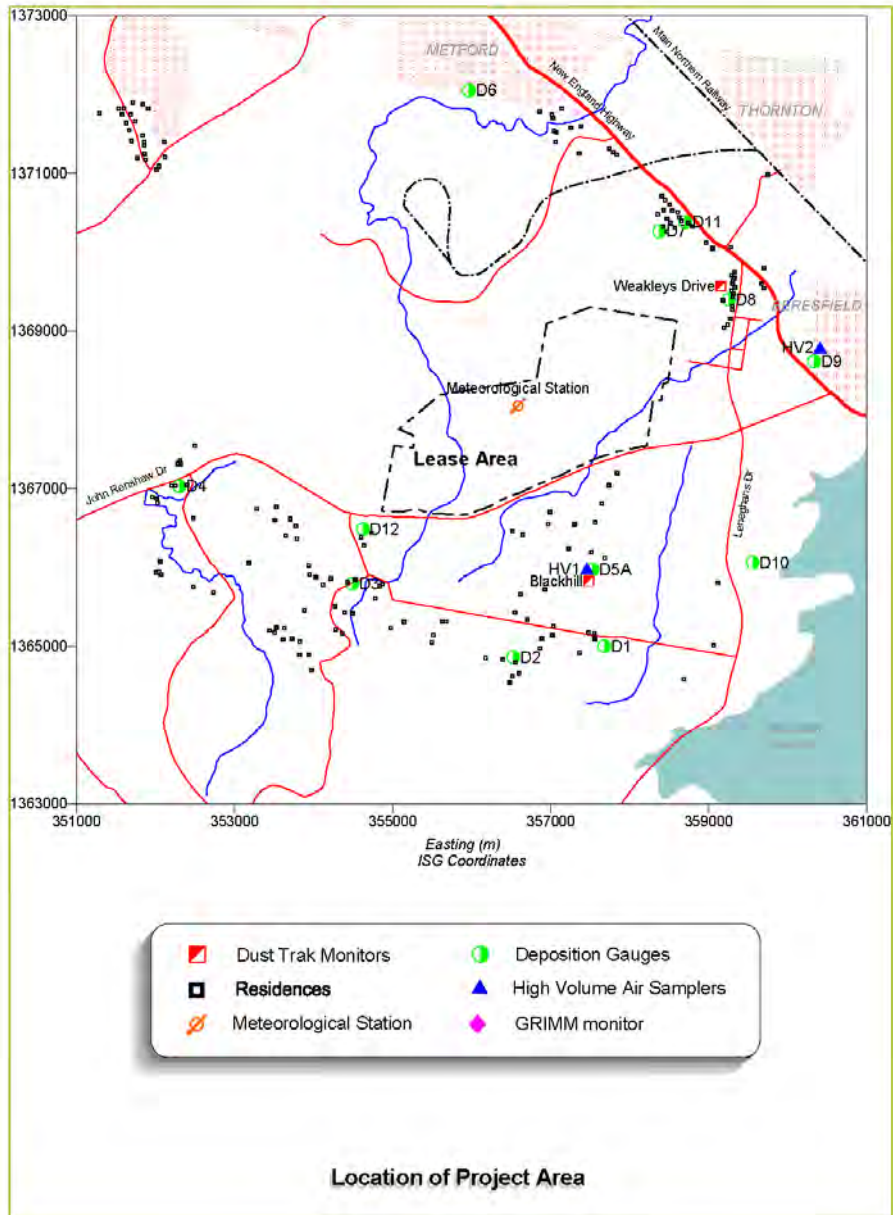 1373000
METFORD
Main Northern Railway
New England Highway
THORNTON
D6
1371000
D11
D7
Weakleys Drive
D8
1369000
BERESFIELD
HV2
D9
Meteorological Station
Lease Area
John Renshaw Dr
1367000
D4
D12
Lenaghans Dr
D10
HV1
D5A
Blackhill
D3
1365000
D2
D1
1363000
351000 353000 355000 357000 359000 361000
Easting (m)
ISG Coordinates
Dust Trak Monitors
Deposition Gauges
Residences
High Volume Air Samplers
Meteorological Station
GRIMM monitor
Location of Project Area